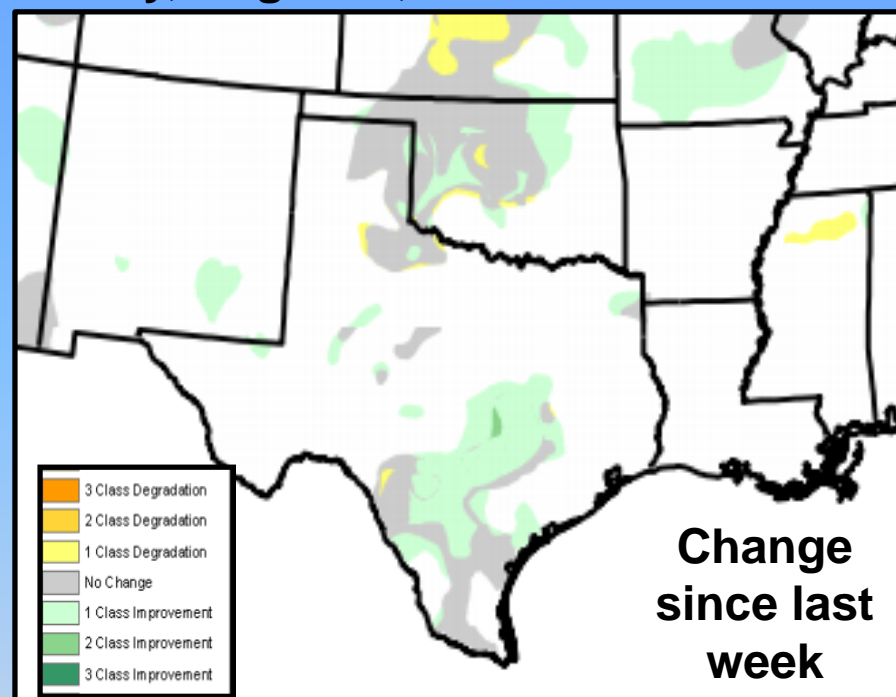 3 Class Degradation
2 Class Degradation
1 Class Degradation
No Change
1 Class Improvement
2 Class Improvement
3 Class Improvement
Change
since last
week